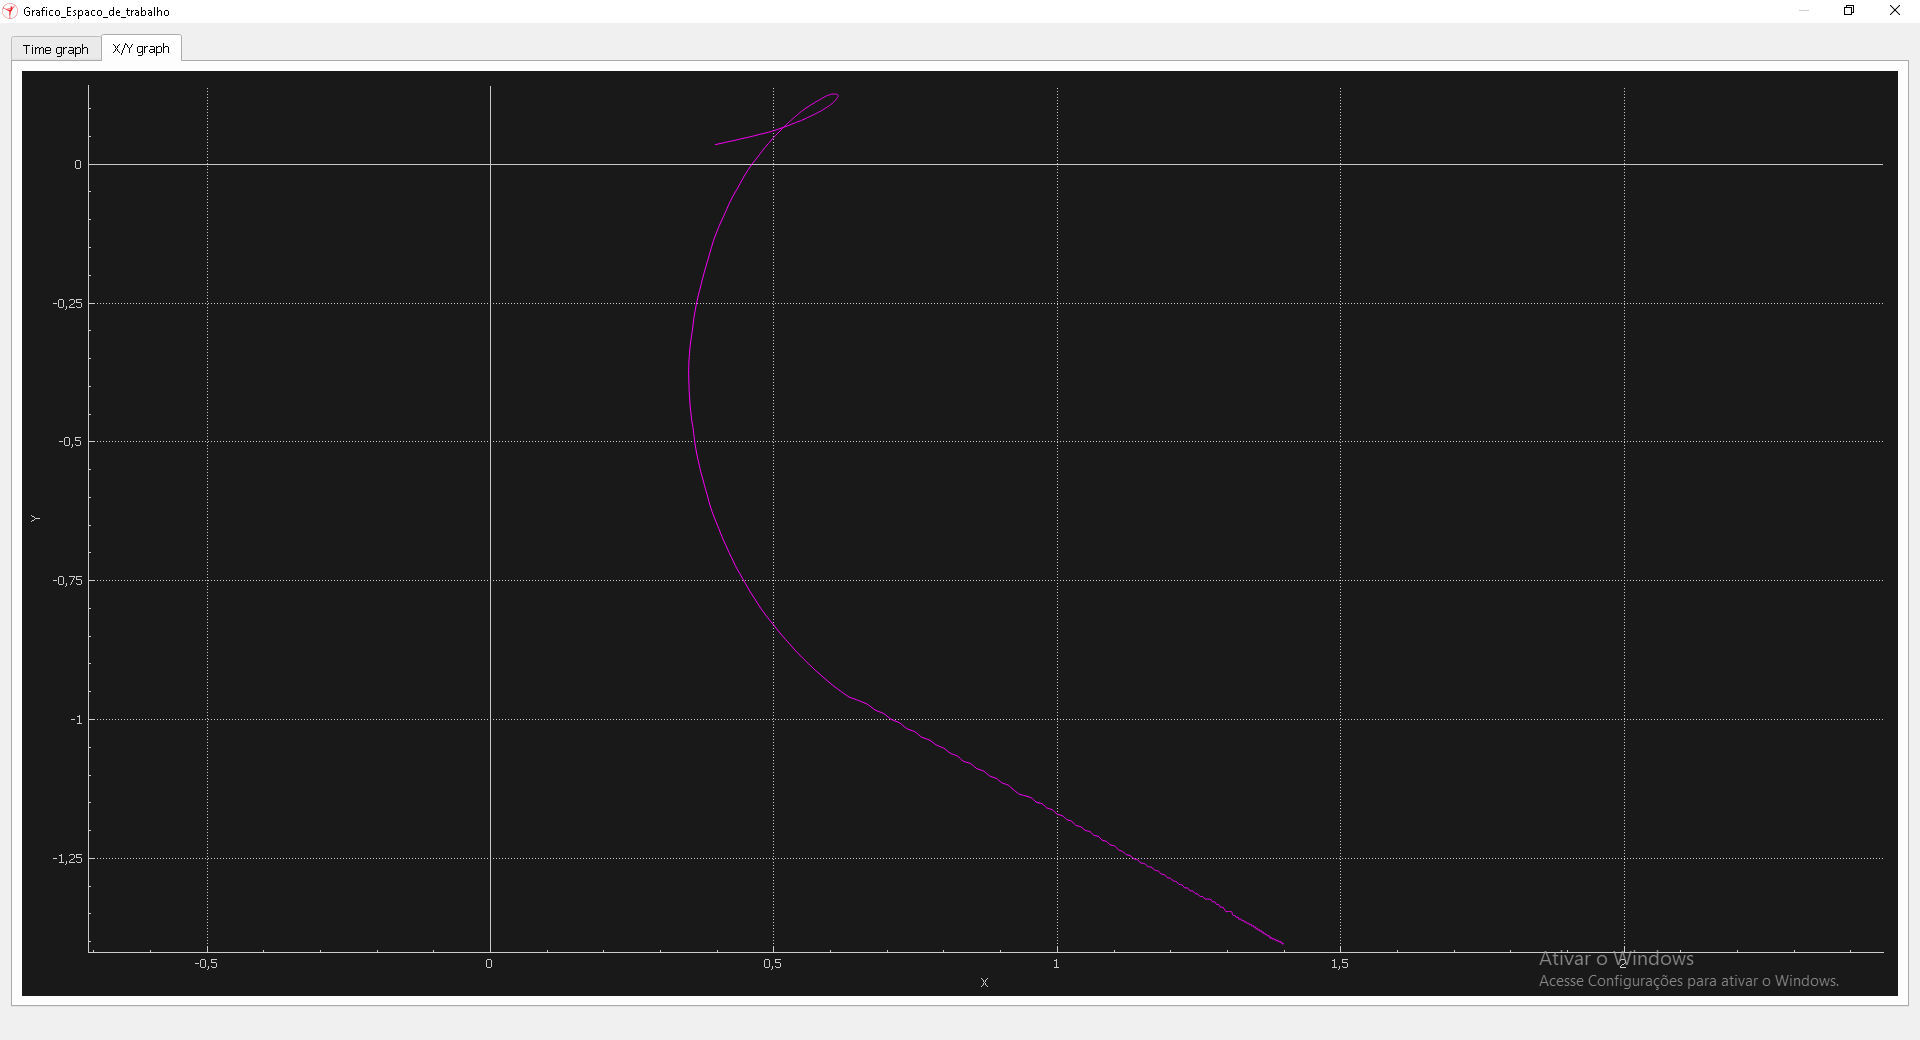 Grafico_Espaco_de_trabalho
Time graph
X/Y graph
0
-0,25
-0,5
-0,75
-1
-1,25
Y
-0,5
0
0,5
1
1,5
2
X
Ativar o Windows
Acesse Configurações para ativar o Windows.